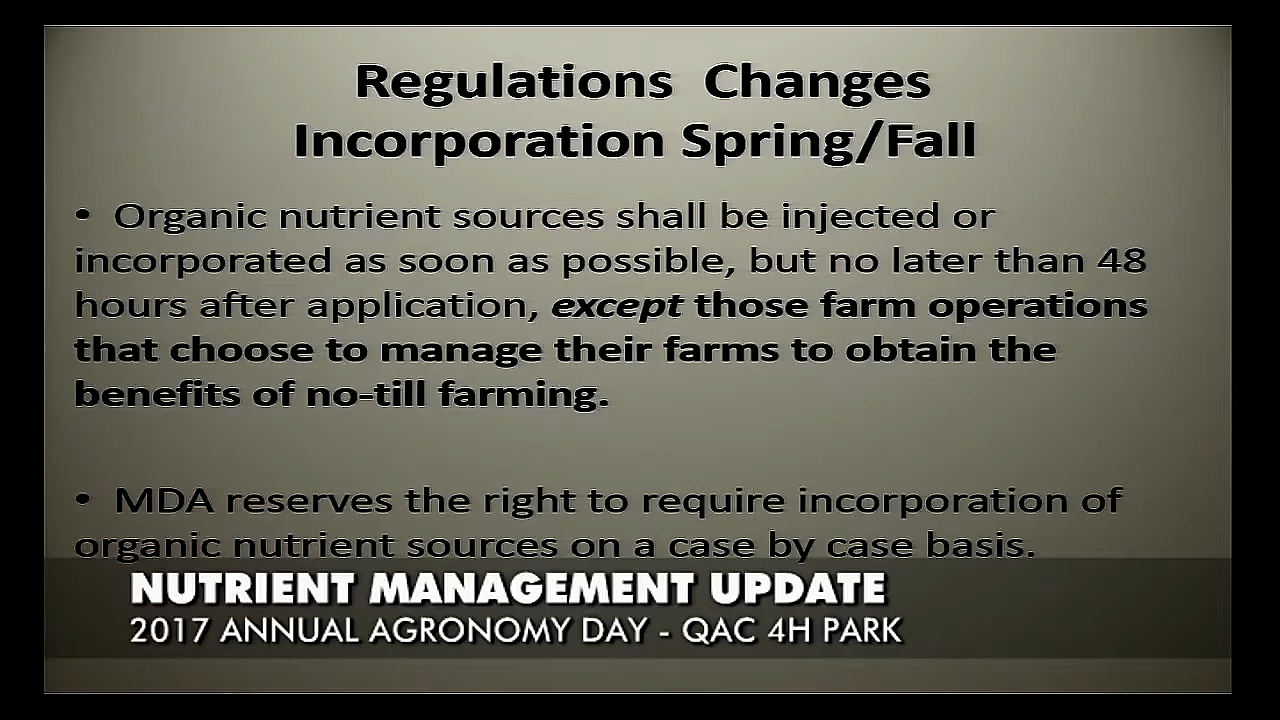 Regulations Changes
Incorporation Spring/Fall
• Organic nutrient sources shall be injected or
incorporated as soon as possible, but no later than 48
hours after application, except those farm operations
that choose to manage their farms to obtain the
benefits of no-till farming.
• MDA reserves the right to require incorporation of
organic nutrient sources on a case by case basis.
NUTRIENT MANAGEMENT UPDATE
2017 ANNUAL AGRONOMY DAY - QAC 4H PARK